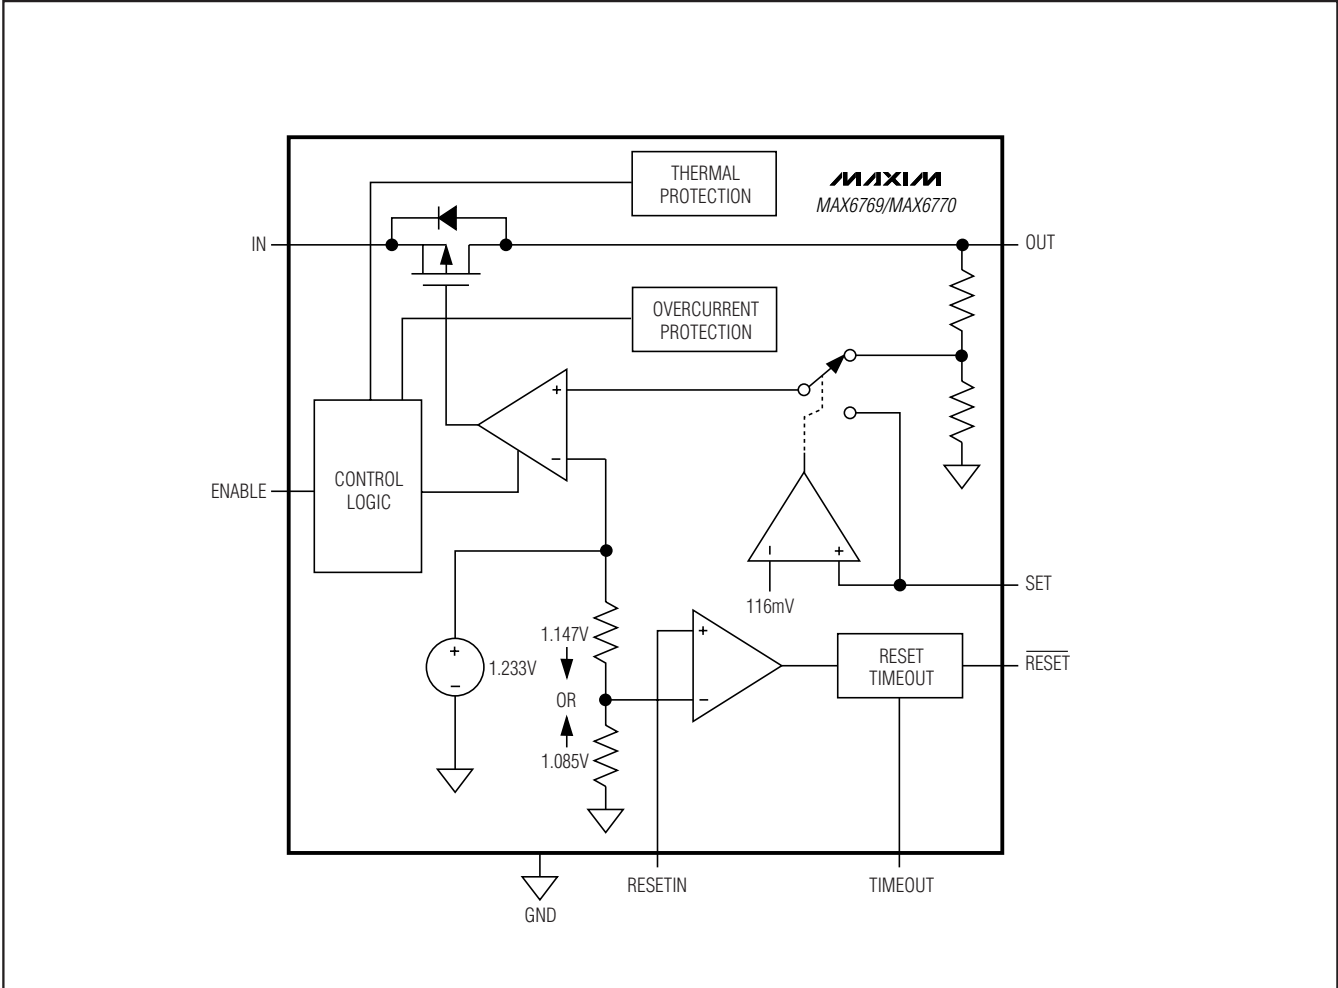 THERMAL
PROTECTION
MAXIM
MAX6769/MAX6770
IN
OUT
OVERCURRENT
PROTECTION
+
−
CONTROL
LOGIC
ENABLE
−
+
116mV
SET
1.147V
+
−
1.233V
OR
1.085V
+
−
RESET
TIMEOUT
RESET
RESETIN
TIMEOUT
GND